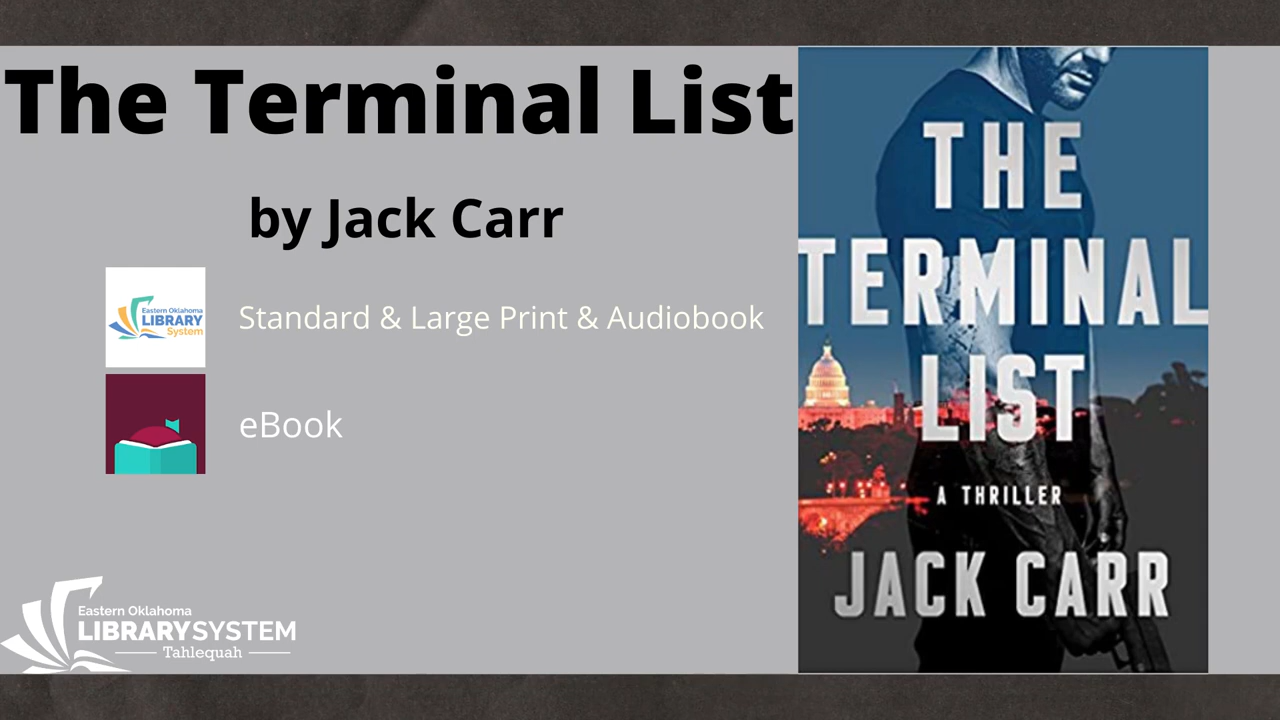 The Terminal List
by Jack Carr
Eastern Oklahoma
LIBRARY
System
Standard & Large Print & Audiobook
eBook
Eastern Oklahoma
LIBRARYSYSTEM
Tahlequah
THE
TERMINAL
LIST
A THRILLER
JACK CARR